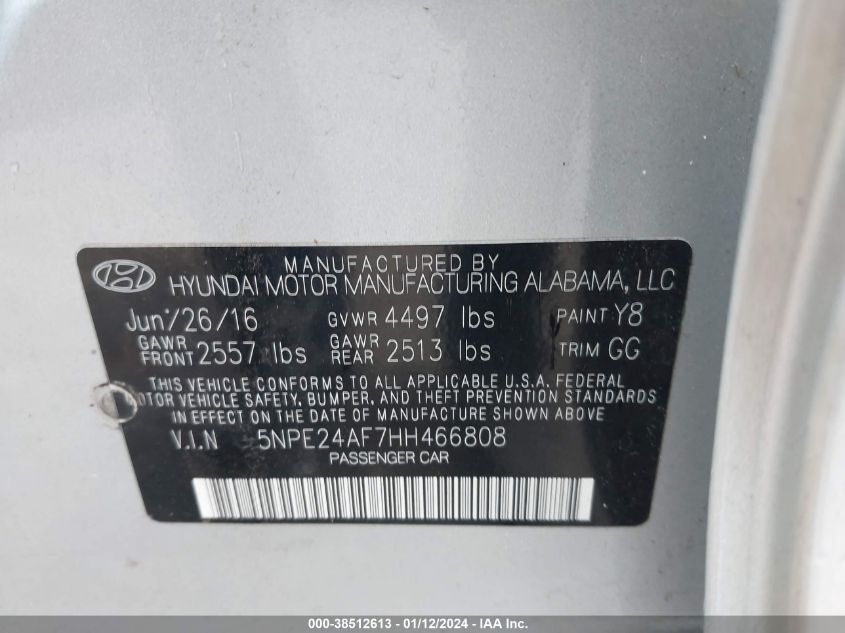 MANUFACTURED BY
HYUNDAI MOTOR MANUFACTURING ALABAMA, LLC
Jun/26/16 GVWR 4497 lbs PAINT Y8
GAWR FRONT 2557 lbs GAWR REAR 2513 lbs TRIM GG
THIS VEHICLE CONFORMS TO ALL APPLICABLE U.S.A. FEDERAL
MOTOR VEHICLE SAFETY, BUMPER, AND THEFT PREVENTION STANDARDS
IN EFFECT ON THE DATE OF MANUFACTURE SHOWN ABOVE
V.I.N 5NPE24AF7HH466808
PASSENGER CAR
000-38512613 - 01/12/2024 - IAA Inc.